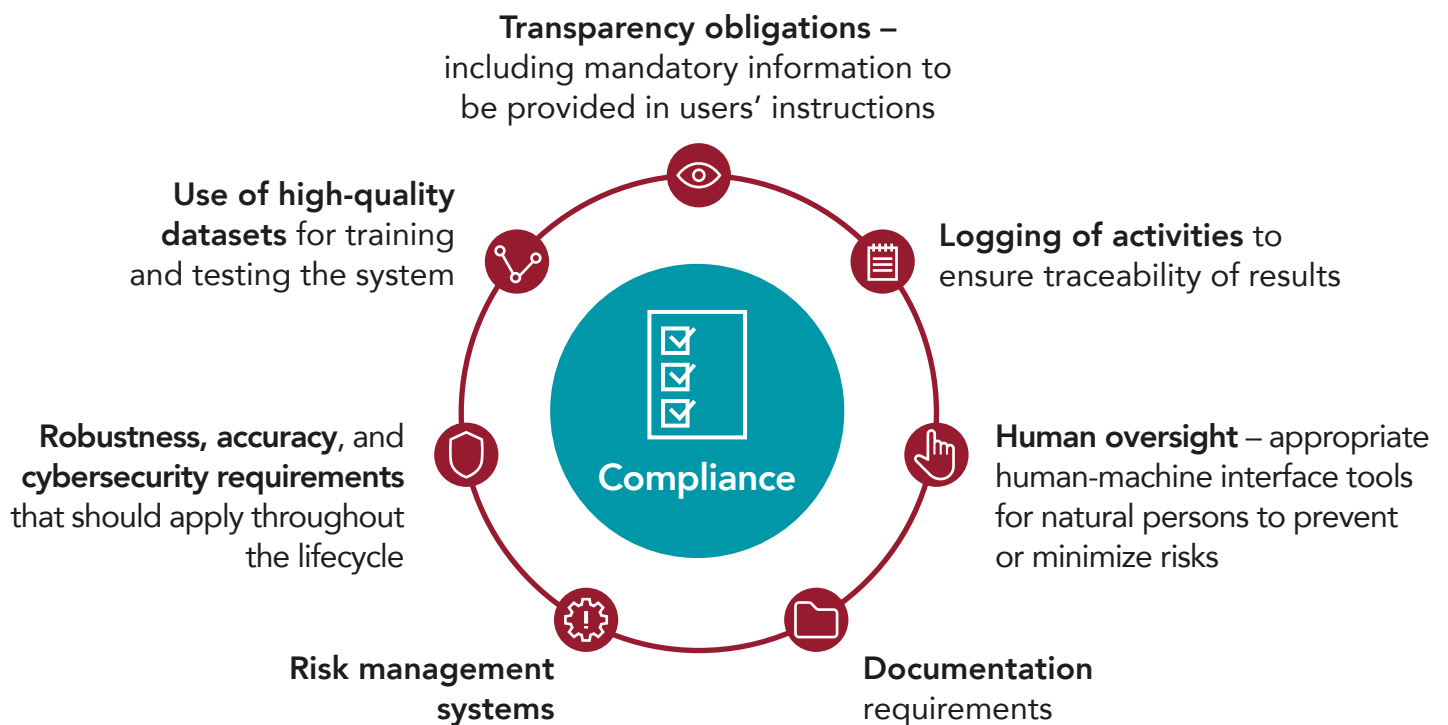 Transparency obligations –
including mandatory information to
be provided in users’ instructions
Use of high-quality
datasets for training
and testing the system
Logging of activities to
ensure traceability of results
Compliance
Robustness, accuracy, and
cybersecurity requirements
that should apply throughout
the lifecycle
Human oversight – appropriate
human-machine interface tools
for natural persons to prevent
or minimize risks
Risk management
systems
Documentation
requirements